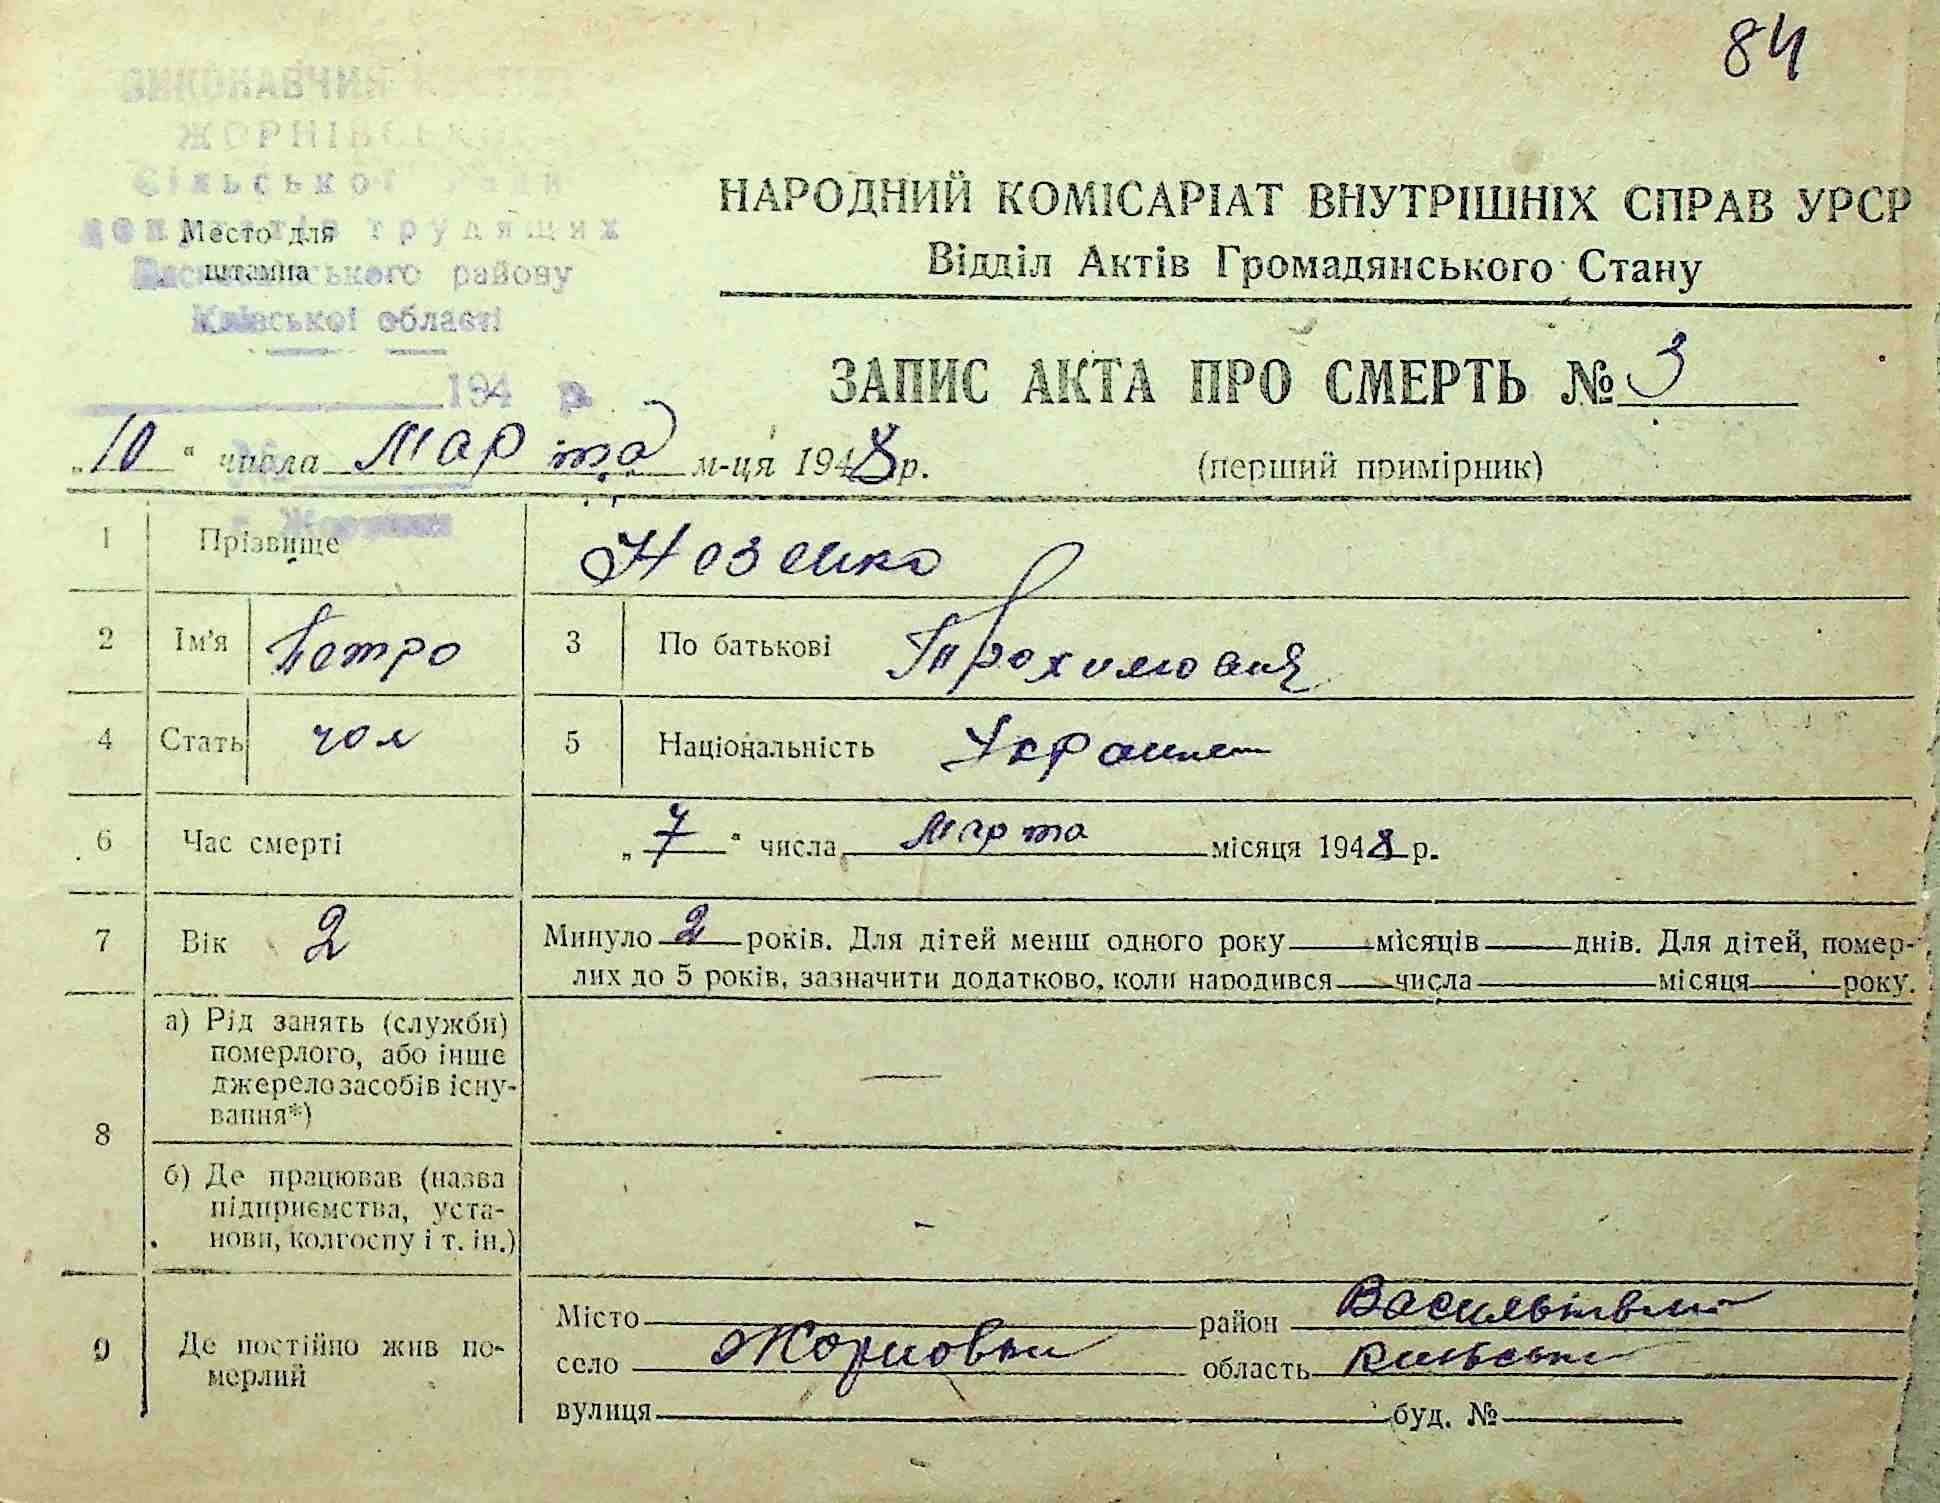 84
ВИКОНАВЧИЙ
ЖОРНІВСЬКОЇ
Сільської Ради
депутатів трудящих
Место для
штампа
Васильківського району
Київської області
194 р.
НАРОДНИЙ КОМІСАРІАТ ВНУТРІШНІХ СПРАВ УРСР
Відділ Актів Громадянського Стану
ЗАПИС АКТА ПРО СМЕРТЬ № 3
„10“ числа Марта м-ця 1948 р.
(перший примірник)
1 Прізвище Нозенко
2 Ім'я Петро 3 По батькові Трохимович
4 Стать чол 5 Національність Украинец
6 Час смерті „7“ числа Марта місяця 1948 р.
7 Вік 2 Минуло 2 років. Для дітей менш одного року місяців днів. Для дітей, помер-
лих до 5 років, зазначити додатково, коли народився числа місяця року.
8 а) Рід занять (служби)
померлого, або інше
джерело засобів існу-
вання*) —
б) Де працював (назва
підприємства, уста-
нови, колгоспу і т. ін.) -
9 Де постійно жив по-
мерлий
Місто район Васильківский
село Жорновки область Київська
вулиця буд. №